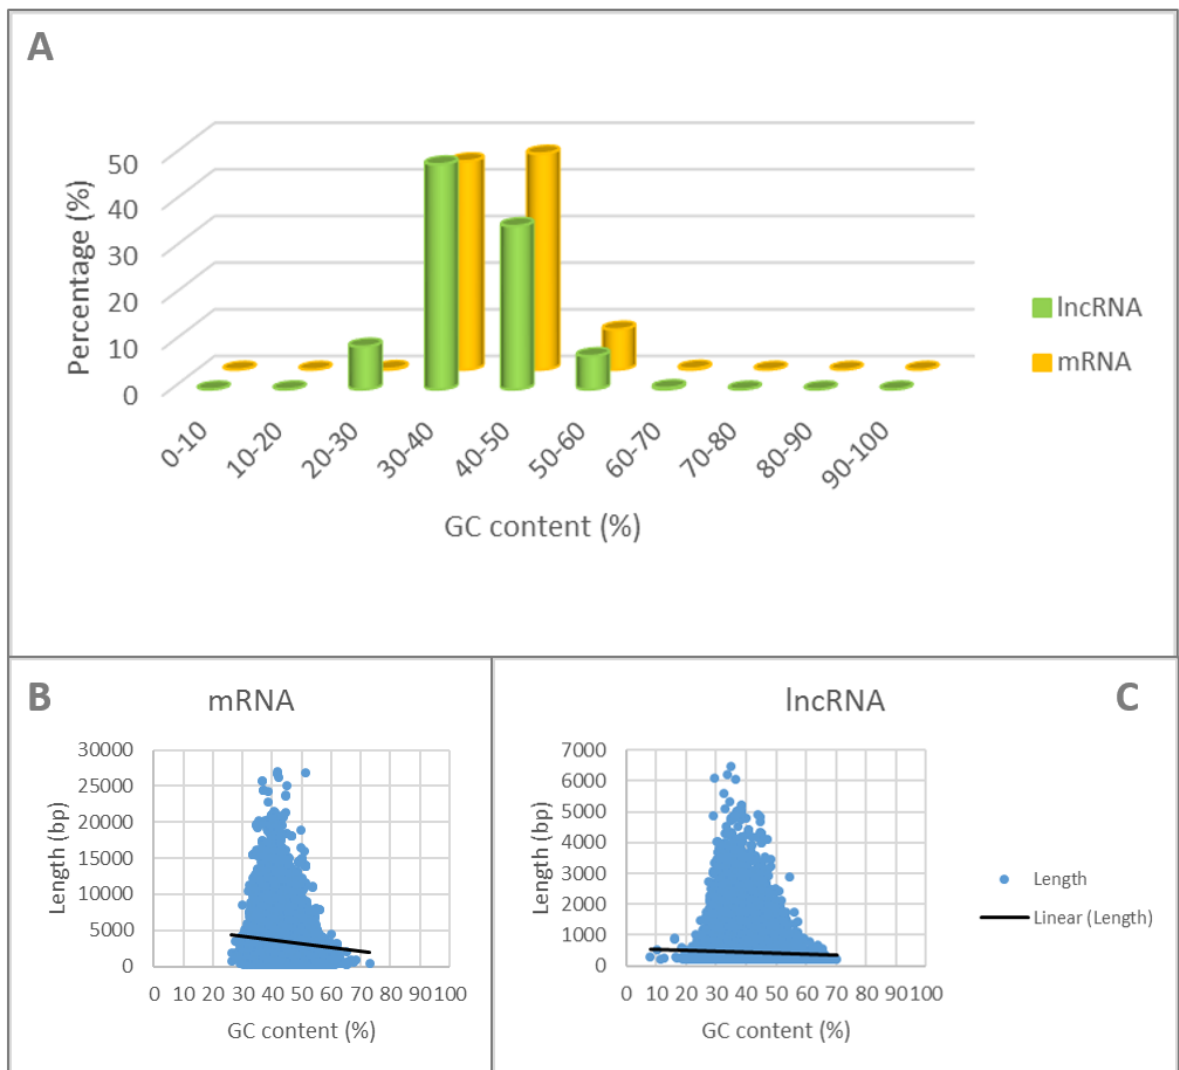 A
50
40
30
20
10
0
Percentage (%)
0-10
10-20
20-30
30-40
40-50
50-60
60-70
70-80
80-90
90-100
GC content (%)
lncRNA
mRNA
B
mRNA
30000
25000
20000
15000
10000
5000
0
Length (bp)
0 10 20 30 40 50 60 70 80 90 100
GC content (%)
lncRNA
C
7000
6000
5000
4000
3000
2000
1000
0
Length (bp)
0 10 20 30 40 50 60 70 80 90 100
GC content (%)
Length
Linear (Length)